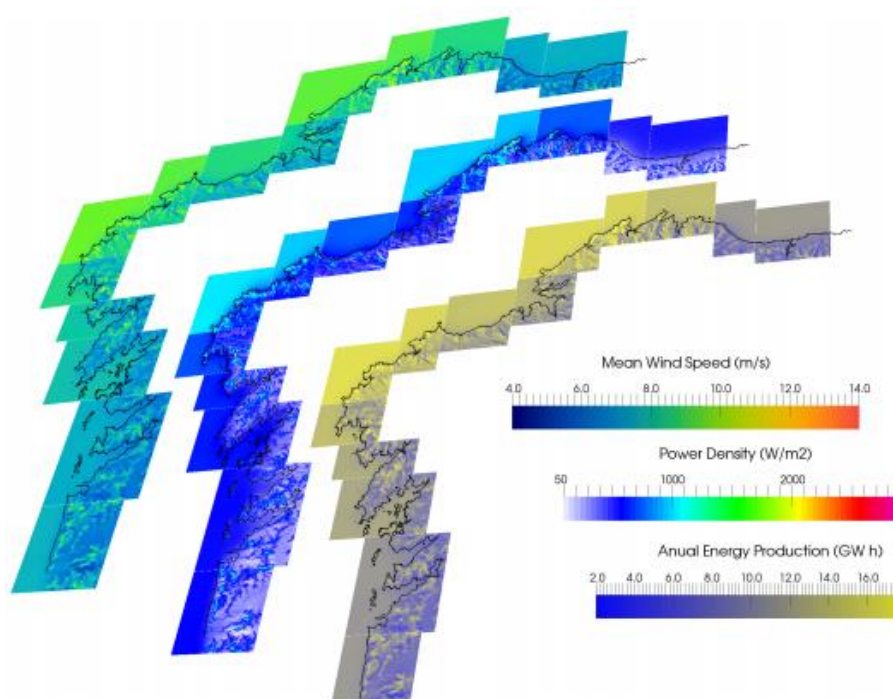 Mean Wind Speed (m/s)
4.0 6.0 8.0 10.0 12.0 14.0
Power Density (W/m2)
50 1000 2000
Anual Energy Production (GW h)
2.0 4.0 6.0 8.0 10.0 12.0 14.0 16.0